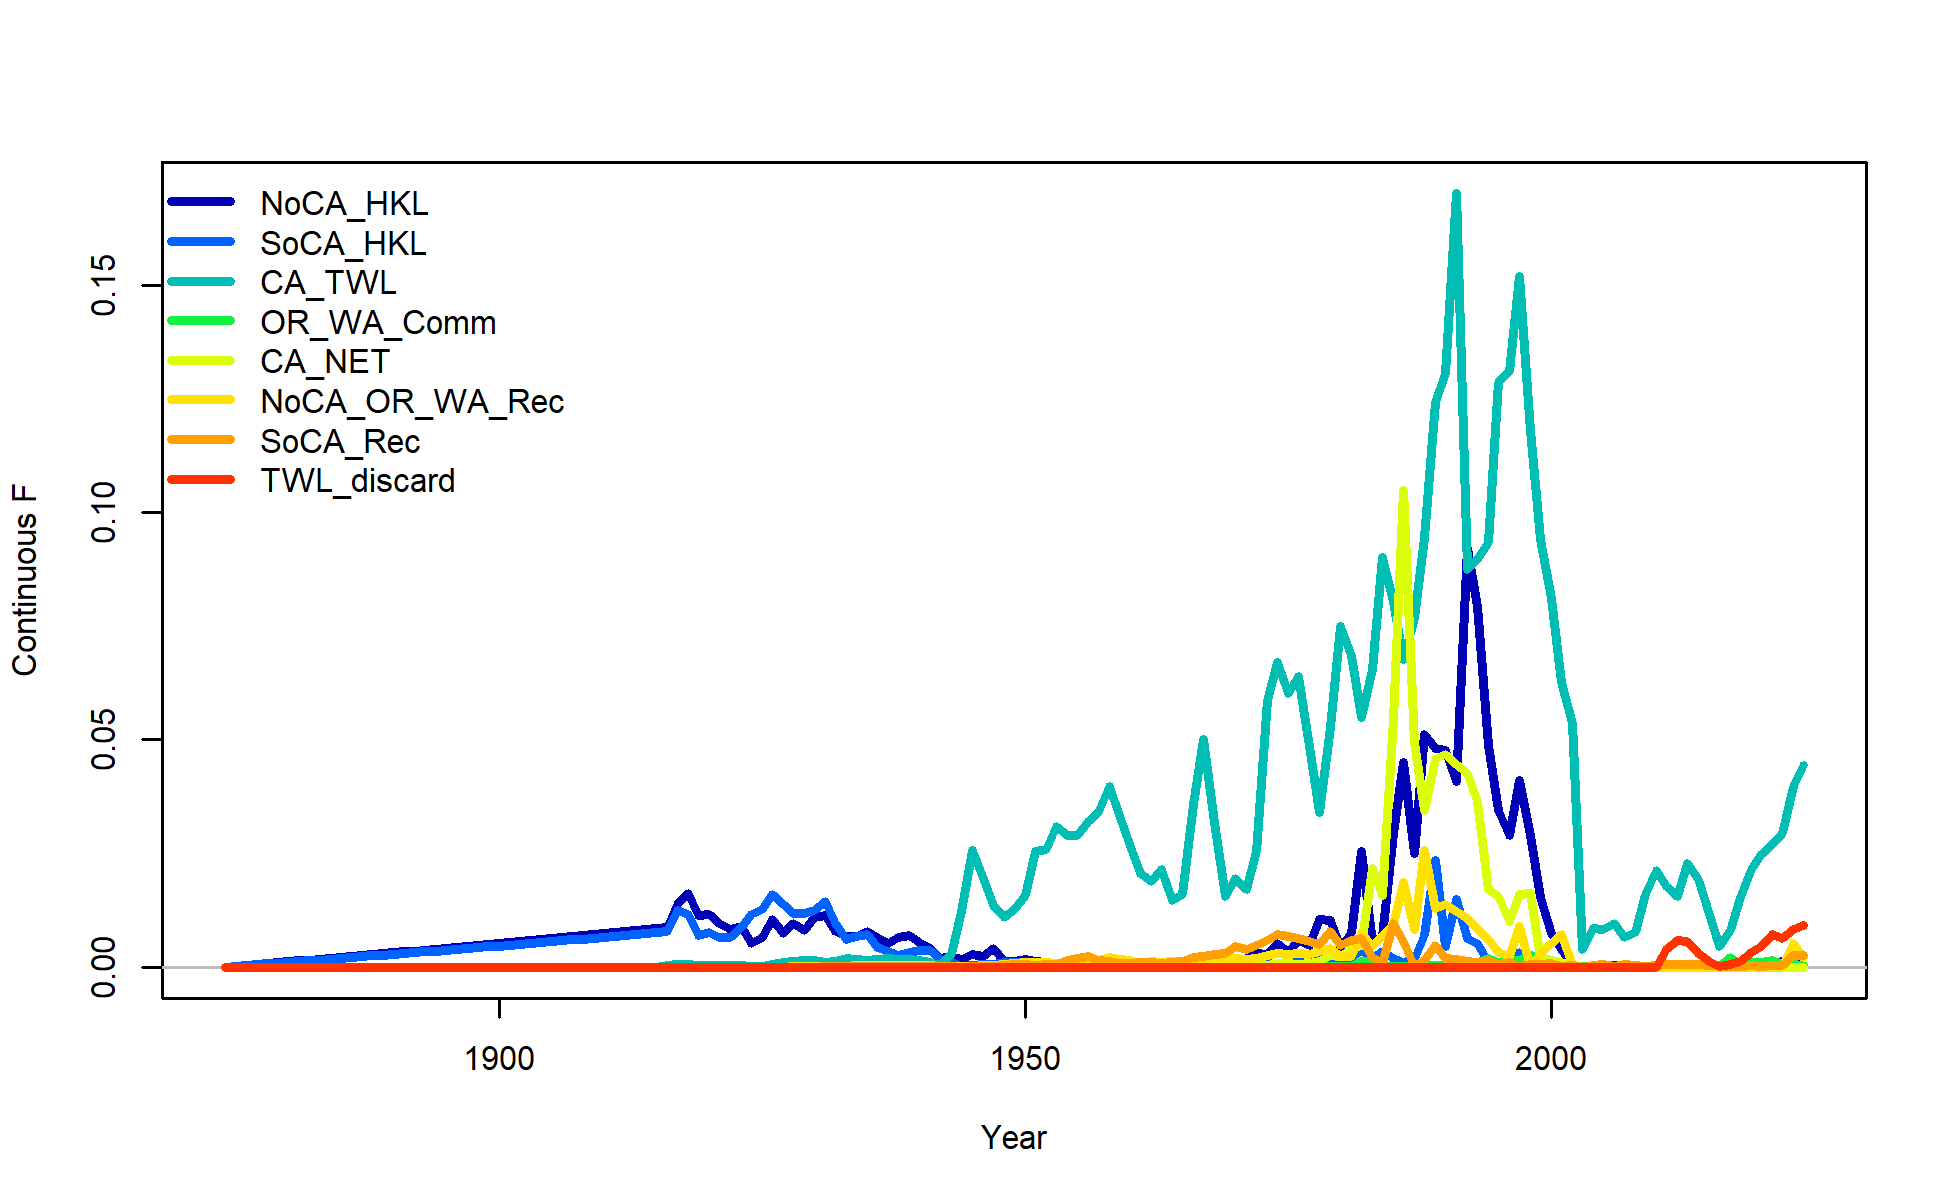 NoCA_HKL
SoCA_HKL
CA_TWL
OR_WA_Comm
CA_NET
NoCA_OR_WA_Rec
SoCA_Rec
TWL_discard
Continuous F
0.15
0.10
0.05
0.00
1900 1950 2000
Year